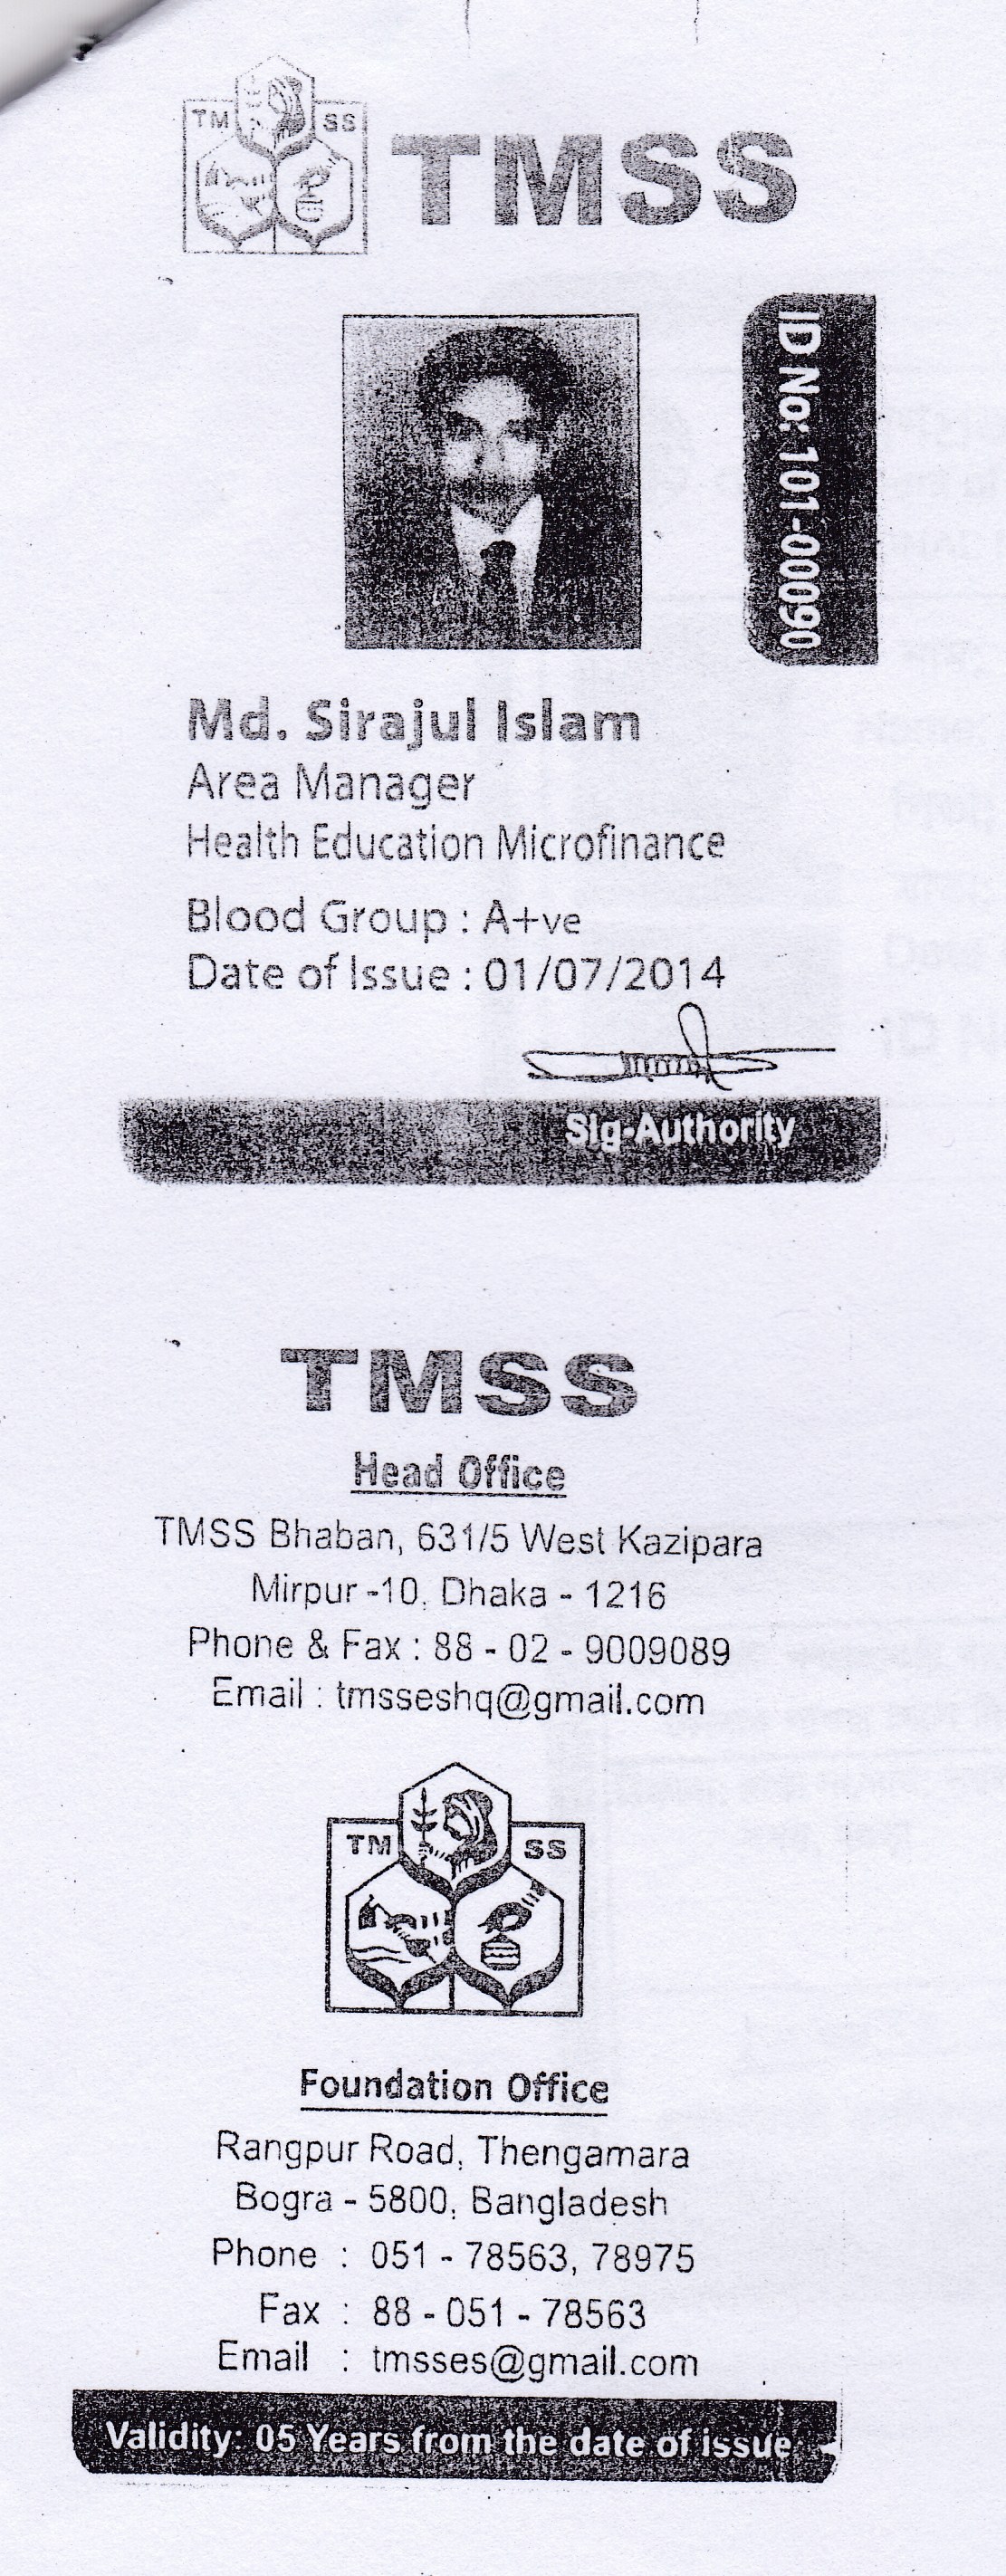 TM SS
TMSS
ID No: 101-00090
Md. Sirajul Islam
Area Manager
Health Education Microfinance
Blood Group : A+ve
Date of Issue : 01/07/2014
Sig-Authority
TMSS
Head Office
TMSS Bhaban, 631/5 West Kazipara
Mirpur -10, Dhaka - 1216
Phone & Fax : 88 - 02 - 9009089
Email : tmsseshq@gmail.com
TM SS
Foundation Office
Rangpur Road, Thengamara
Bogra - 5800, Bangladesh
Phone : 051 - 78563, 78975
Fax : 88 - 051 - 78563
Email : tmsses@gmail.com
Validity: 05 Years from the date of issue